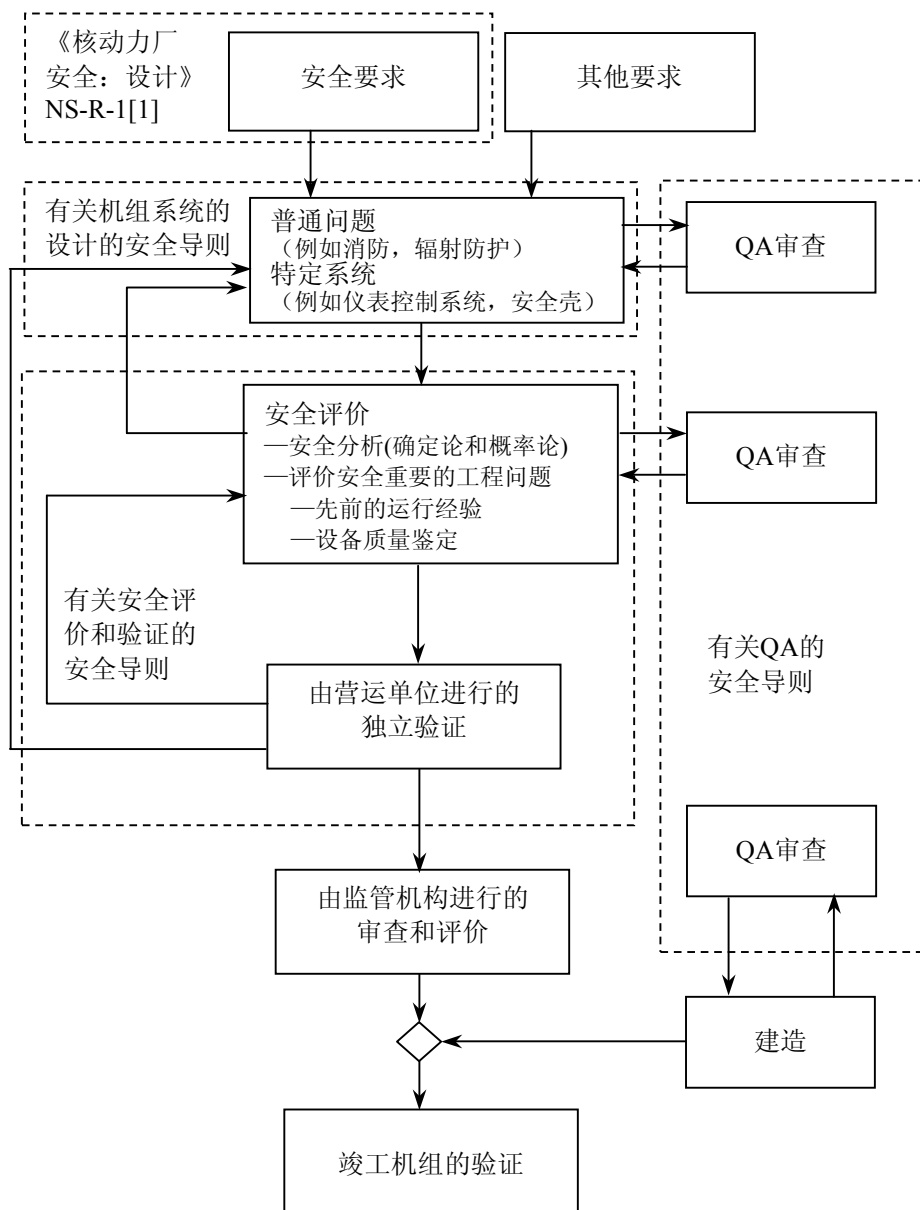 《核动力厂
安全：设计》
NS-R-1[1]
安全要求
其他要求
有关机组系统的
设计的安全导则
普通问题
（例如消防，辐射防护）
特定系统
（例如仪表控制系统，安全壳）
QA审查
安全评价
—安全分析(确定论和概率论)
—评价安全重要的工程问题
—先前的运行经验
—设备质量鉴定
QA审查
有关安全评
价和验证的
安全导则
有关QA的
安全导则
由营运单位进行的
独立验证
QA审查
由监管机构进行的
审查和评价
建造
竣工机组的验证